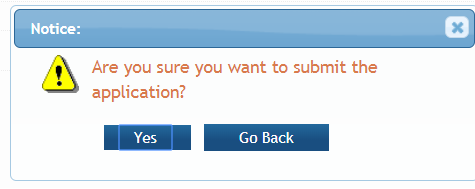 Notice:
Are you sure you want to submit the
application?
Yes Go Back